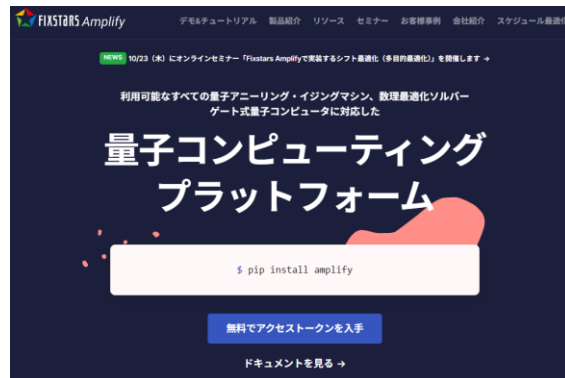 FIXSTARS Amplify
デモ&チュートリアル 製品紹介 リソース セミナー お客様事例 会社紹介 スケジュール最適化
NEWS 10/23（木）にオンラインセミナー「Fixstars Amplifyで実装するシフト最適化（多目的最適化）」を開催します →
利用可能なすべての量子アニーリング・イジングマシン、数理最適化ソルバー
ゲート式量子コンピュータに対応した
量子コンピューティング
プラットフォーム
$ pip install amplify
無料でアクセストークンを入手
ドキュメントを見る →